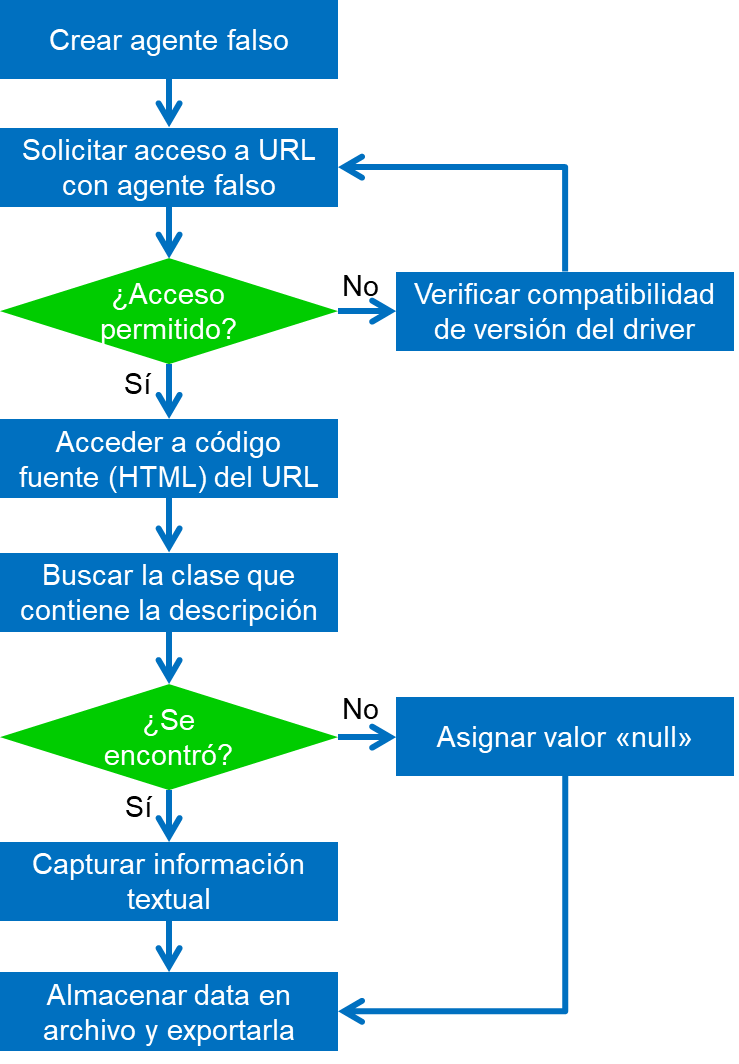 Crear agente falso
Solicitar acceso a URL
con agente falso
¿Acceso
permitido?
No
Verificar compatibilidad
de versión del driver
Sí
Acceder a código
fuente (HTML) del URL
Buscar la clase que
contiene la descripción
¿Se
encontró?
No
Asignar valor «null»
Sí
Capturar información
textual
Almacenar data en
archivo y exportarla